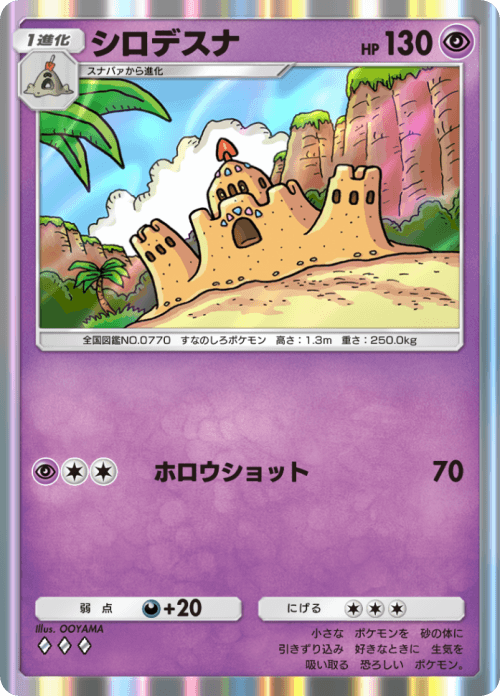 1進化
シロデスナ
HP 130
スナバァから進化
全国図鑑NO.0770 すなのしろポケモン 高さ:1.3m 重さ:250.0kg
ホロウショット 70
弱点 +20
にげる
Illus. OOYAMA
小さな ポケモンを 砂の体に
引きずり込み 好きなときに 生気を
吸い取る 恐ろしい ポケモン。